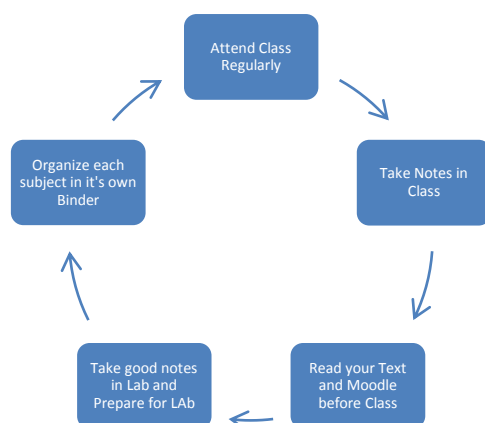 Attend Class
Regularly
Take Notes in
Class
Read your Text
and Moodle
before Class
Take good notes
in Lab and
Prepare for LAb
Organize each
subject in it's own
Binder